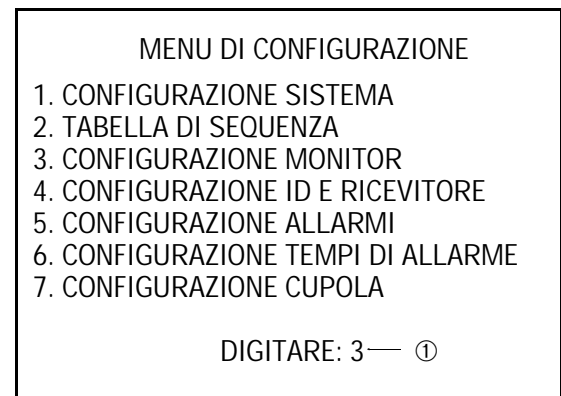 MENU DI CONFIGURAZIONE
1. CONFIGURAZIONE SISTEMA
2. TABELLA DI SEQUENZA
3. CONFIGURAZIONE MONITOR
4. CONFIGURAZIONE ID E RICEVITORE
5. CONFIGURAZIONE ALLARMI
6. CONFIGURAZIONE TEMPI DI ALLARME
7. CONFIGURAZIONE CUPOLA
DIGITARE: 3 — ①